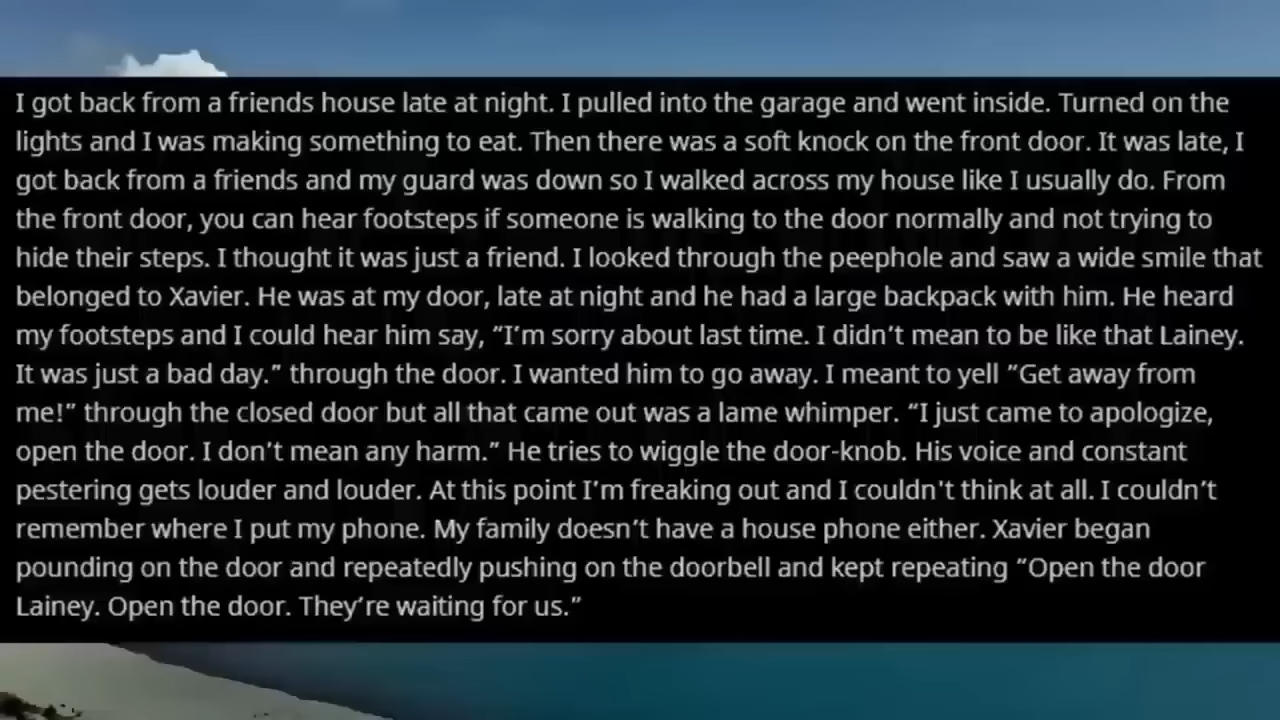 I got back from a friends house late at night. I pulled into the garage and went inside. Turned on the
lights and I was making something to eat. Then there was a soft knock on the front door. It was late, I
got back from a friends and my guard was down so I walked across my house like I usually do. From
the front door, you can hear footsteps if someone is walking to the door normally and not trying to
hide their steps. I thought it was just a friend. I looked through the peephole and saw a wide smile that
belonged to Xavier. He was at my door, late at night and he had a large backpack with him. He heard
my footsteps and I could hear him say, “I’m sorry about last time. I didn’t mean to be like that Lainey.
It was just a bad day.” through the door. I wanted him to go away. I meant to yell “Get away from
me!” through the closed door but all that came out was a lame whimper. “I just came to apologize,
open the door. I don’t mean any harm.” He tries to wiggle the door-knob. His voice and constant
pestering gets louder and louder. At this point I’m freaking out and I couldn't think at all. I couldn’t
remember where I put my phone. My family doesn’t have a house phone either. Xavier began
pounding on the door and repeatedly pushing on the doorbell and kept repeating “Open the door
Lainey. Open the door. They’re waiting for us.”